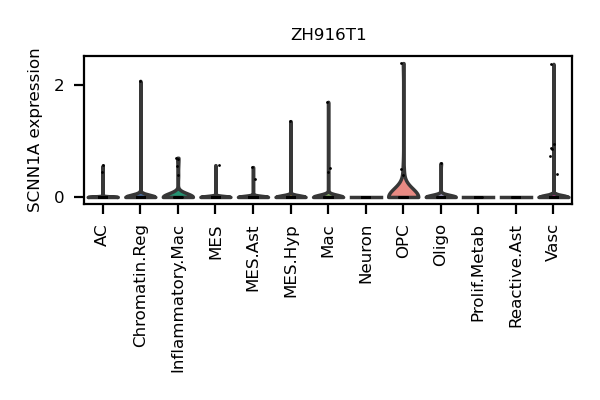 ZH916T1
SCNN1A expression
2
0
AC
Chromatin.Reg
Inflammatory.Mac
MES
MES.Ast
MES.Hyp
Mac
Neuron
OPC
Oligo
Prolif.Metab
Reactive.Ast
Vasc